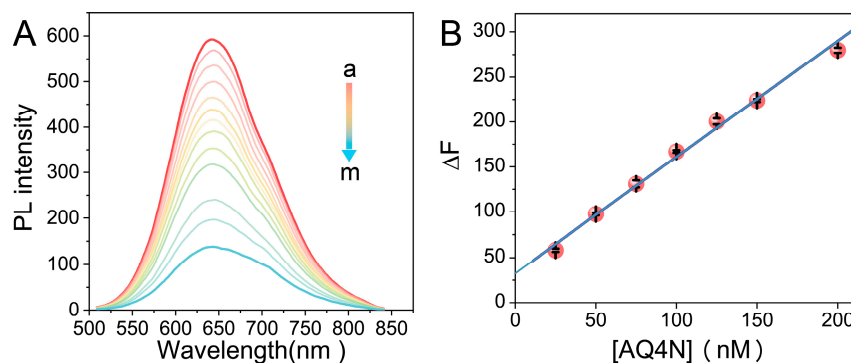 A
PL intensity
600
500
400
300
200
100
0
a
m
500 550 600 650 700 750 800 850
Wavelength(nm )
B
ΔF
300
250
200
150
100
50
0
0 50 100 150 200
[AQ4N] ( nM)